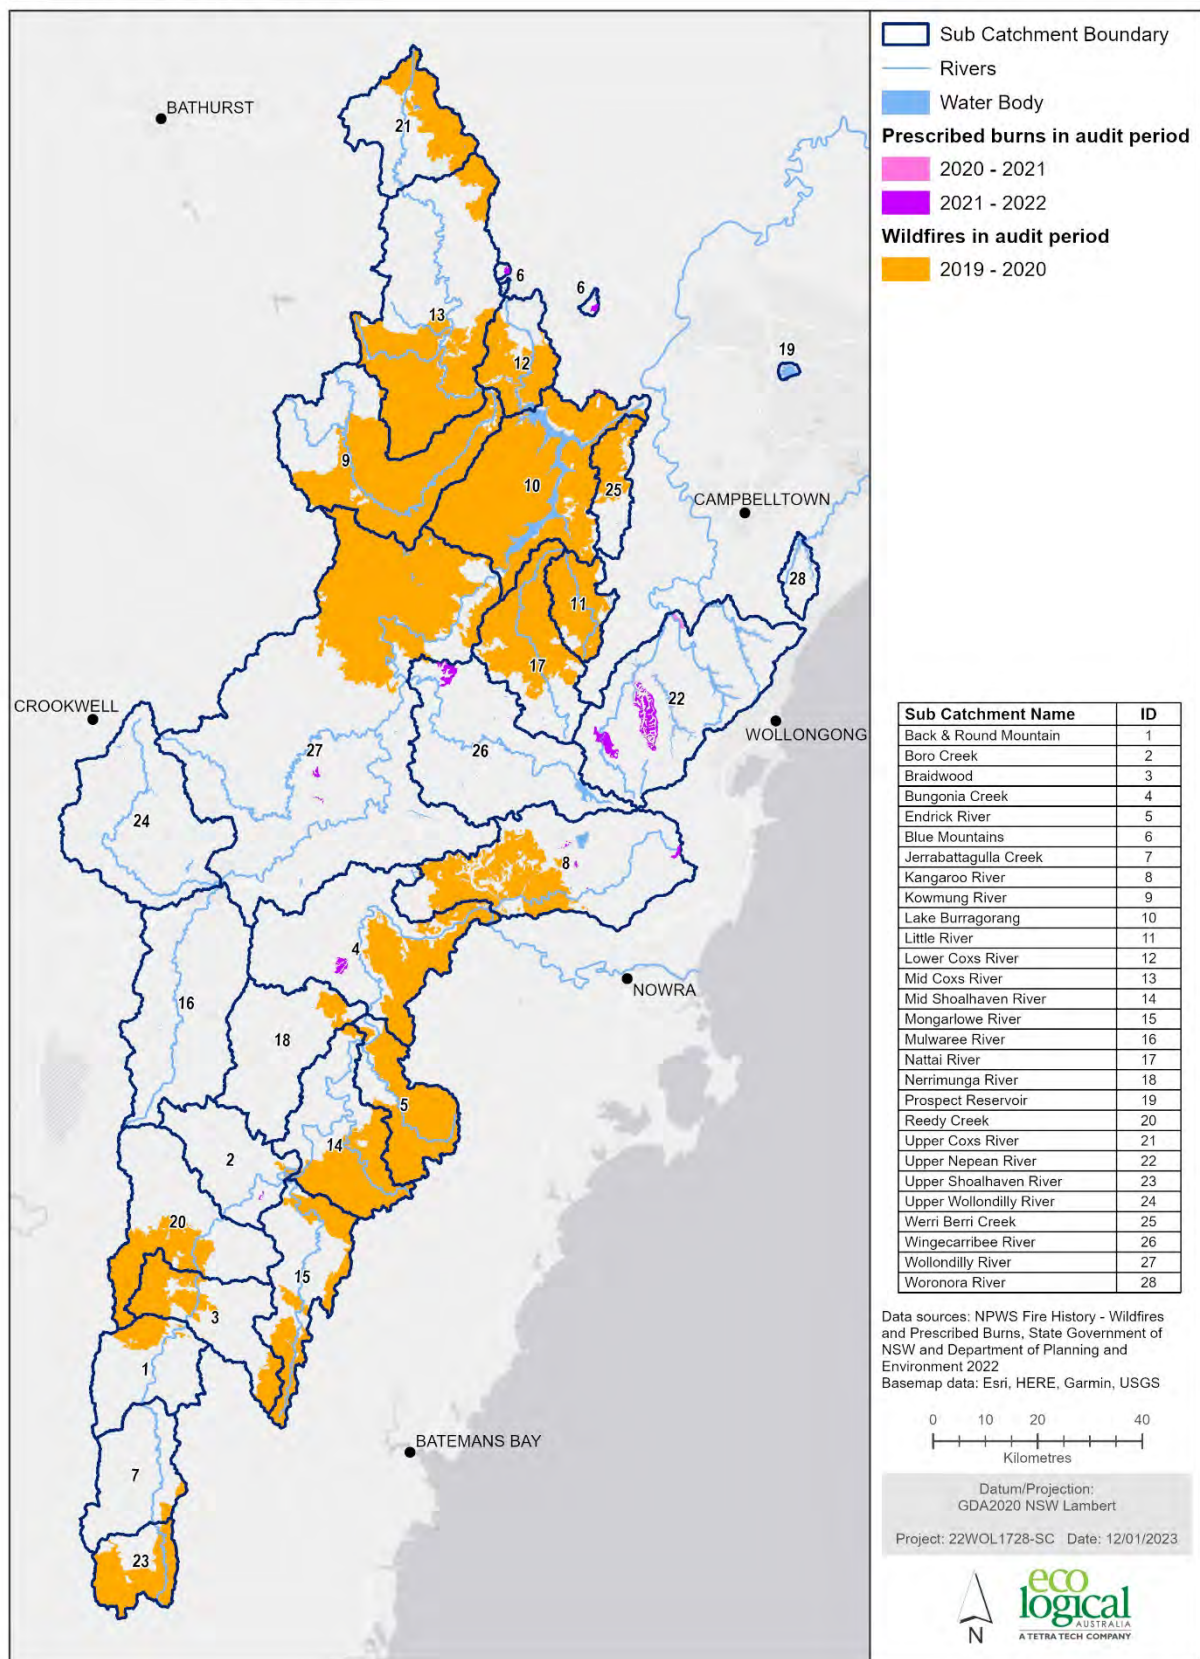 BATHURST
21
6
6
13
12
19
9
10
25
CAMPBELLTOWN
28
11
17
22
CROOKWELL
WOLLONGONG
27
26
24
8
4
NOWRA
16
18
5
14
2
20
15
3
1
BATEMANS BAY
7
23
Sub Catchment Boundary
Rivers
Water Body
Prescribed burns in audit period
2020 - 2021
2021 - 2022
Wildfires in audit period
2019 - 2020
Sub Catchment Name ID
Back & Round Mountain 1
Boro Creek 2
Braidwood 3
Bungonia Creek 4
Endrick River 5
Blue Mountains 6
Jerrabattagulla Creek 7
Kangaroo River 8
Kowmung River 9
Lake Burragorang 10
Little River 11
Lower Coxs River 12
Mid Coxs River 13
Mid Shoalhaven River 14
Mongarlowe River 15
Mulwaree River 16
Nattai River 17
Nerrimunga River 18
Prospect Reservoir 19
Reedy Creek 20
Upper Coxs River 21
Upper Nepean River 22
Upper Shoalhaven River 23
Upper Wollondilly River 24
Werri Berri Creek 25
Wingecarribee River 26
Wollondilly River 27
Woronora River 28
Data sources: NPWS Fire History - Wildfires
and Prescribed Burns, State Government of
NSW and Department of Planning and
Environment 2022
Basemap data: Esri, HERE, Garmin, USGS
0 10 20 40
Kilometres
Datum/Projection:
GDA2020 NSW Lambert
Project: 22WOL1728-SC Date: 12/01/2023
N
eco
logical
AUSTRALIA
A TETRA TECH COMPANY